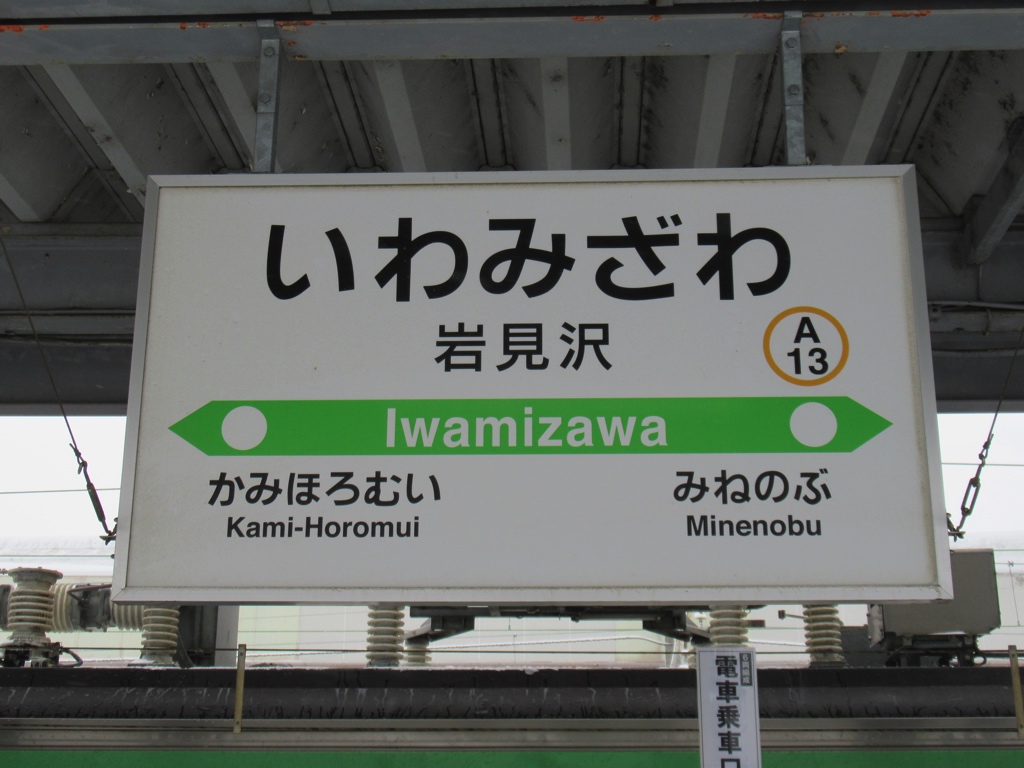 いわみざわ
岩見沢
A
13
Iwamizawa
かみほろむい
みねのぶ
Kami-Horomui
Minenobu
電車乗車口